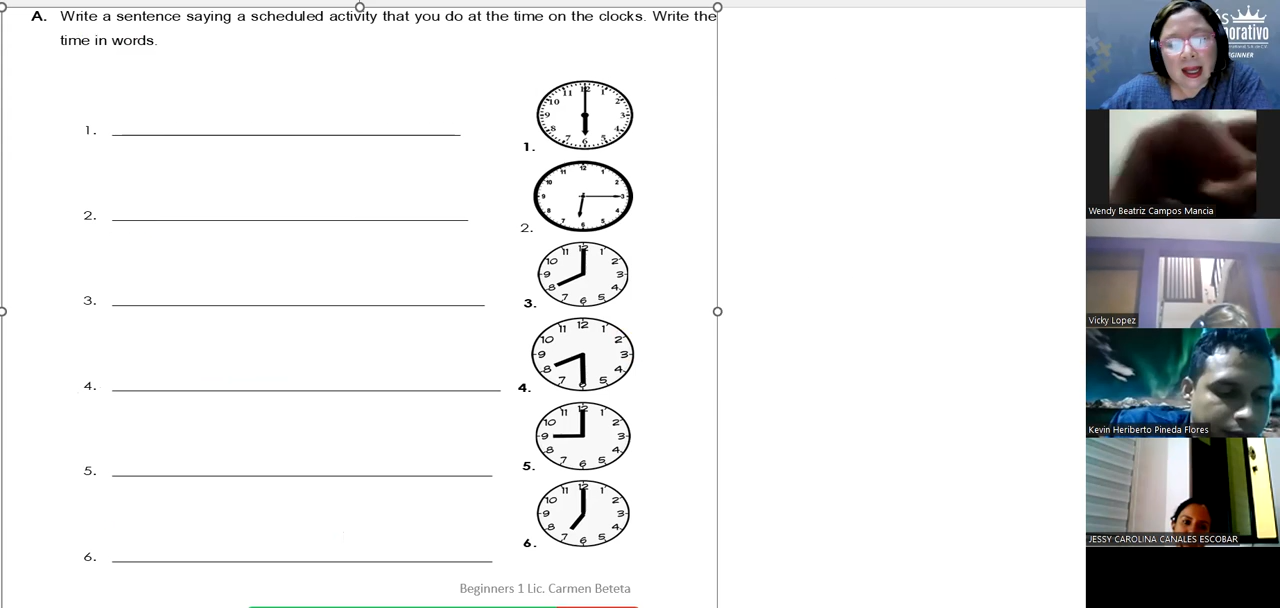 A. Write a sentence saying a scheduled activity that you do at the time on the clocks. Write the
time in words.
1.
1.
2.
2.
3.
3.
4.
4.
5.
5.
6.
6.
Beginners 1 Lic. Carmen Beteta
Wendy Beatriz Campos Mancia
Vicky Lopez
Kevin Heriberto Pineda Flores
JESSY CAROLINA CANALES ESCOBAR